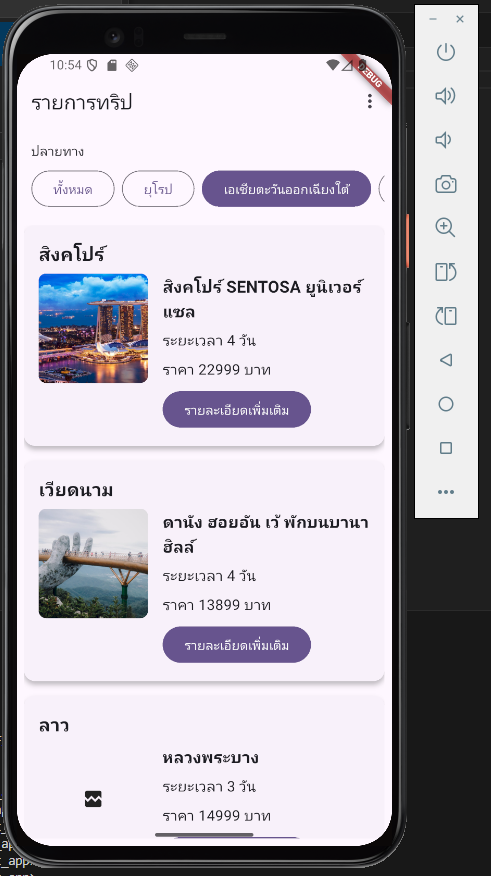 10:54
DEBUG
รายการทริป
ปลายทาง
ทั้งหมด
ยุโรป
เอเชียตะวันออกเฉียงใต้
สิงคโปร์
สิงคโปร์ SENTOSA ยูนิเวอร์
แซล
ระยะเวลา 4 วัน
ราคา 22999 บาท
รายละเอียดเพิ่มเติม
เวียดนาม
ดานัง ฮอยอัน เว้ พักบนบานา
ฮิลล์
ระยะเวลา 4 วัน
ราคา 13899 บาท
รายละเอียดเพิ่มเติม
ลาว
หลวงพระบาง
ระยะเวลา 3 วัน
ราคา 14999 บาท